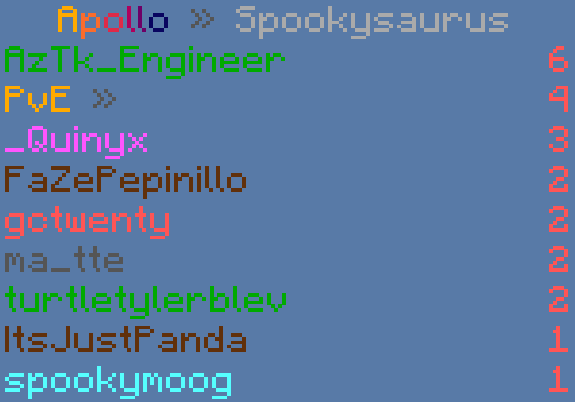 Apollo » Spookysaurus
AzTk_Engineer 6
PvE » 4
_Quinyx 3
FaZePepinillo 2
gctwenty 2
ma_tte 2
turtletylerblev 2
ItsJustPanda 1
spookymoog 1